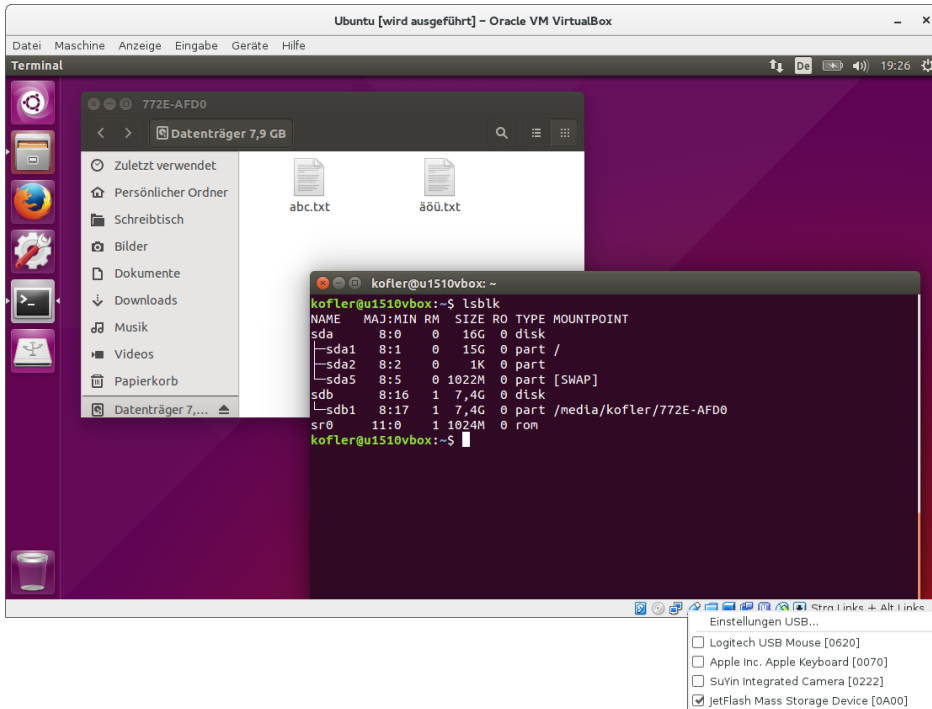 Ubuntu [wird ausgeführt] – Oracle VM VirtualBox
Datei Maschine Anzeige Eingabe Geräte Hilfe
Terminal De 19:26
772E-AFD0
Datenträger 7,9 GB
Zuletzt verwendet
Persönlicher Ordner
Schreibtisch
Bilder
Dokumente
Downloads
Musik
Videos
Papierkorb
Datenträger 7,...
abc.txt äöü.txt
kofler@u1510vbox: ~
kofler@u1510vbox:~$ lsblk
NAME   MAJ:MIN RM  SIZE RO TYPE MOUNTPOINT
sda      8:0    0   16G  0 disk
├─sda1   8:1    0   15G  0 part /
├─sda2   8:2    0    1K  0 part
└─sda5   8:5    0 1022M  0 part [SWAP]
sdb      8:16   1  7,4G  0 disk
└─sdb1   8:17   1  7,4G  0 part /media/kofler/772E-AFD0
sr0     11:0    1 1024M  0 rom
kofler@u1510vbox:~$
Strg Links + Alt Links
Einstellungen USB...
Logitech USB Mouse [0620]
Apple Inc. Apple Keyboard [0070]
SuYin Integrated Camera [0222]
JetFlash Mass Storage Device [0A00]